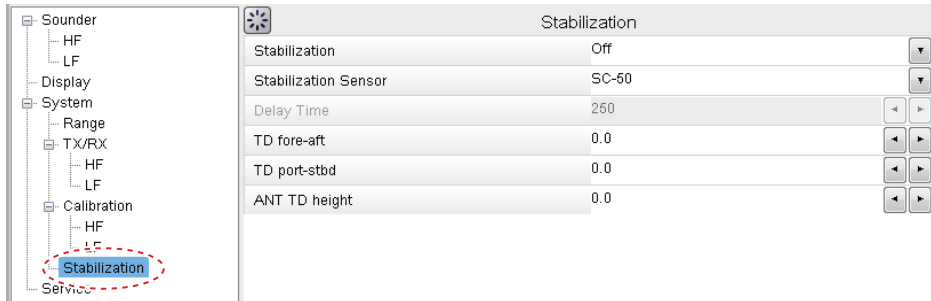 Sounder
HF
LF
Display
System
Range
TX/RX
HF
LF
Calibration
HF
LF
Stabilization
Service
Stabilization
Stabilization Off
Stabilization Sensor SC-50
Delay Time 250
TD fore-aft 0.0
TD port-stbd 0.0
ANT TD height 0.0